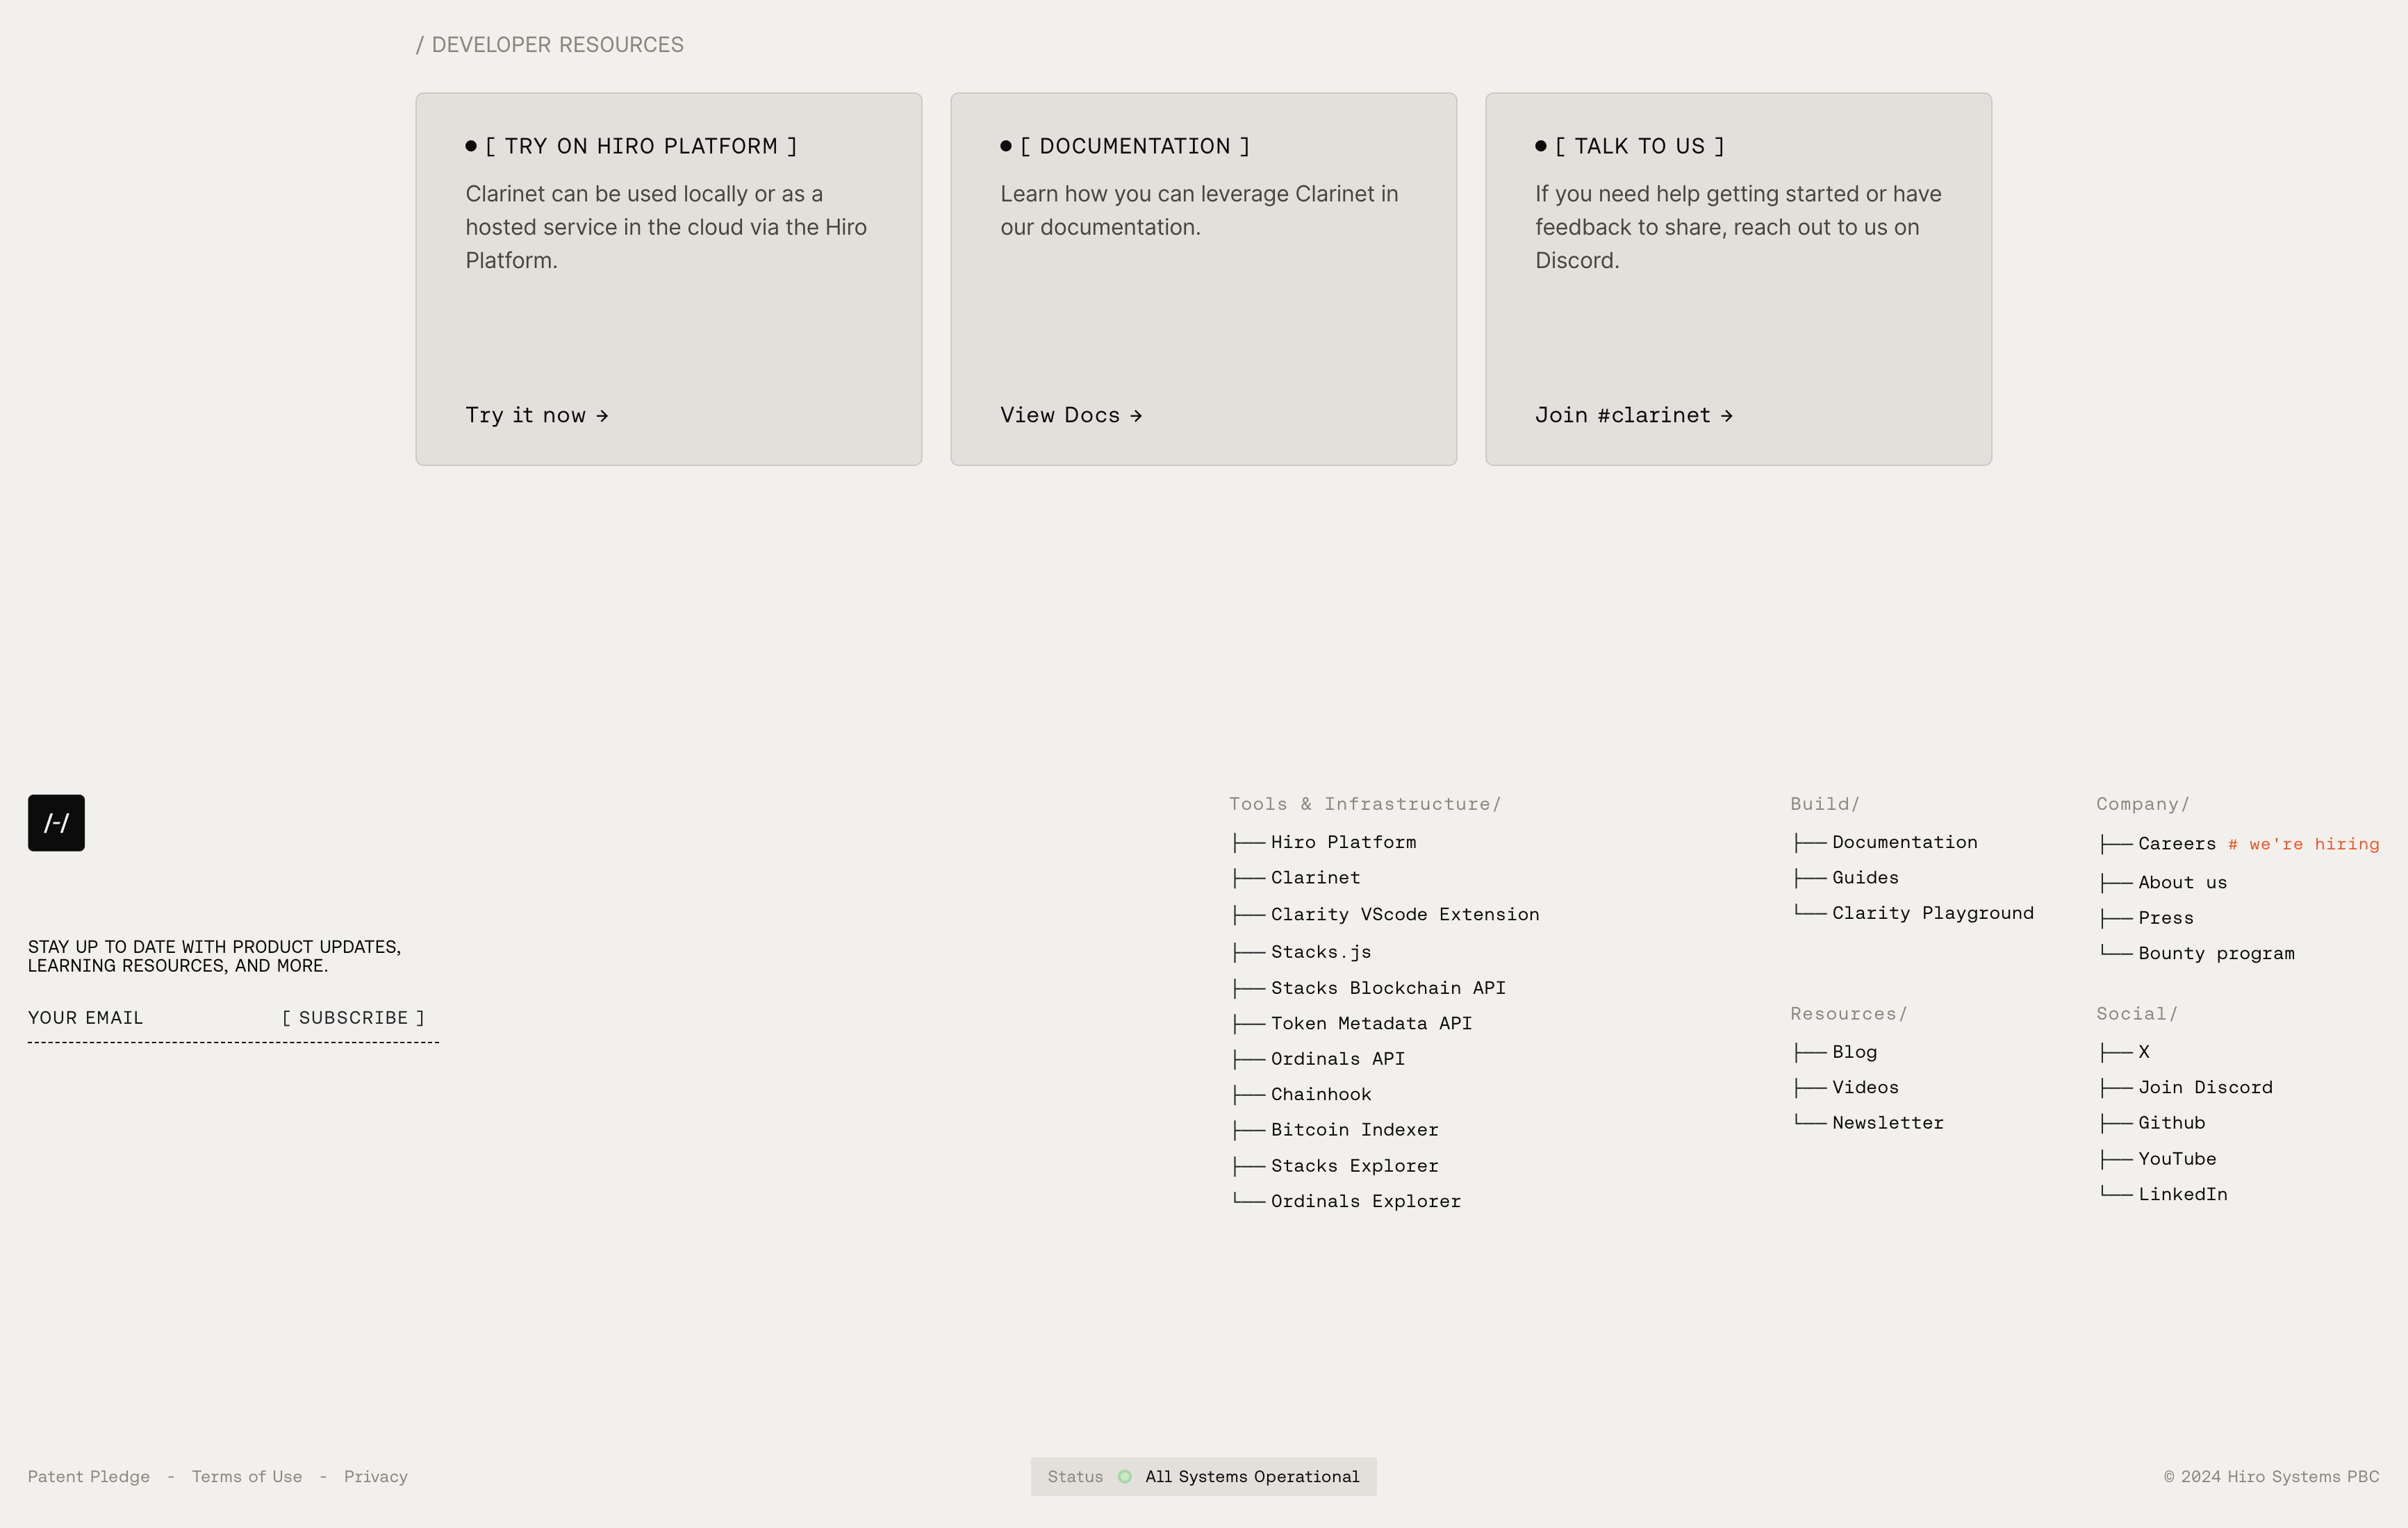 / DEVELOPER RESOURCES
[ TRY ON HIRO PLATFORM ]
Clarinet can be used locally or as a
hosted service in the cloud via the Hiro
Platform.
Try it now →
[ DOCUMENTATION ]
Learn how you can leverage Clarinet in
our documentation.
View Docs →
[ TALK TO US ]
If you need help getting started or have
feedback to share, reach out to us on
Discord.
Join #clarinet →
/-/
STAY UP TO DATE WITH PRODUCT UPDATES,
LEARNING RESOURCES, AND MORE.
YOUR EMAIL [ SUBSCRIBE ]
Tools & Infrastructure/
├── Hiro Platform
├── Clarinet
├── Clarity VScode Extension
├── Stacks.js
├── Stacks Blockchain API
├── Token Metadata API
├── Ordinals API
├── Chainhook
├── Bitcoin Indexer
├── Stacks Explorer
└── Ordinals Explorer
Build/
├── Documentation
├── Guides
└── Clarity Playground
Resources/
├── Blog
├── Videos
└── Newsletter
Company/
├── Careers # we're hiring
├── About us
├── Press
└── Bounty program
Social/
├── X
├── Join Discord
├── Github
├── YouTube
└── LinkedIn
Patent Pledge - Terms of Use - Privacy
Status All Systems Operational
© 2024 Hiro Systems PBC